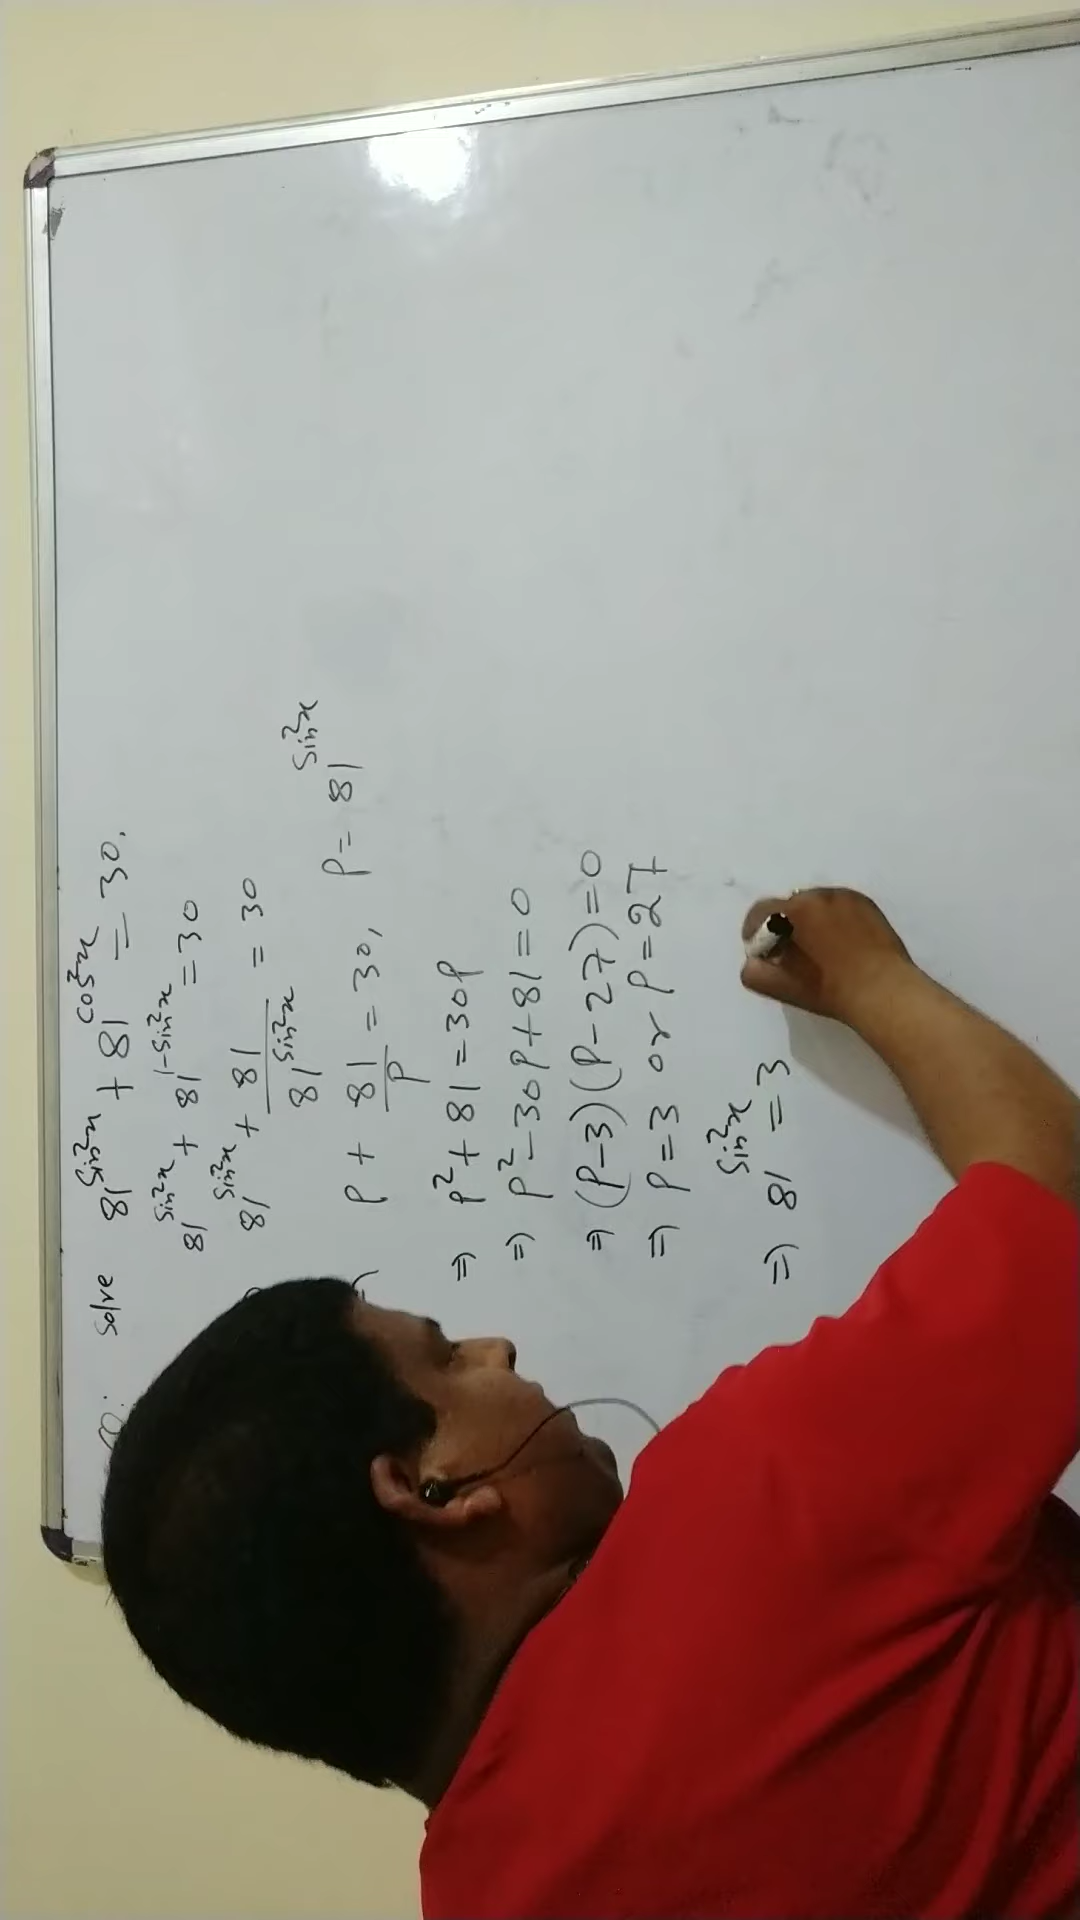 Solve 81^sin²x + 81^cos²x = 30.
81^sin²x + 81^1-sin²x = 30
81^sin²x + 81/81^sin²x = 30
P + 81/P = 30, P = 81^sin²x
⇒ P² + 81 = 30P
⇒ P² - 30P + 81 = 0
⇒ (P-3)(P-27) = 0
⇒ P = 3 or P = 27
⇒ 81^sin²x = 3